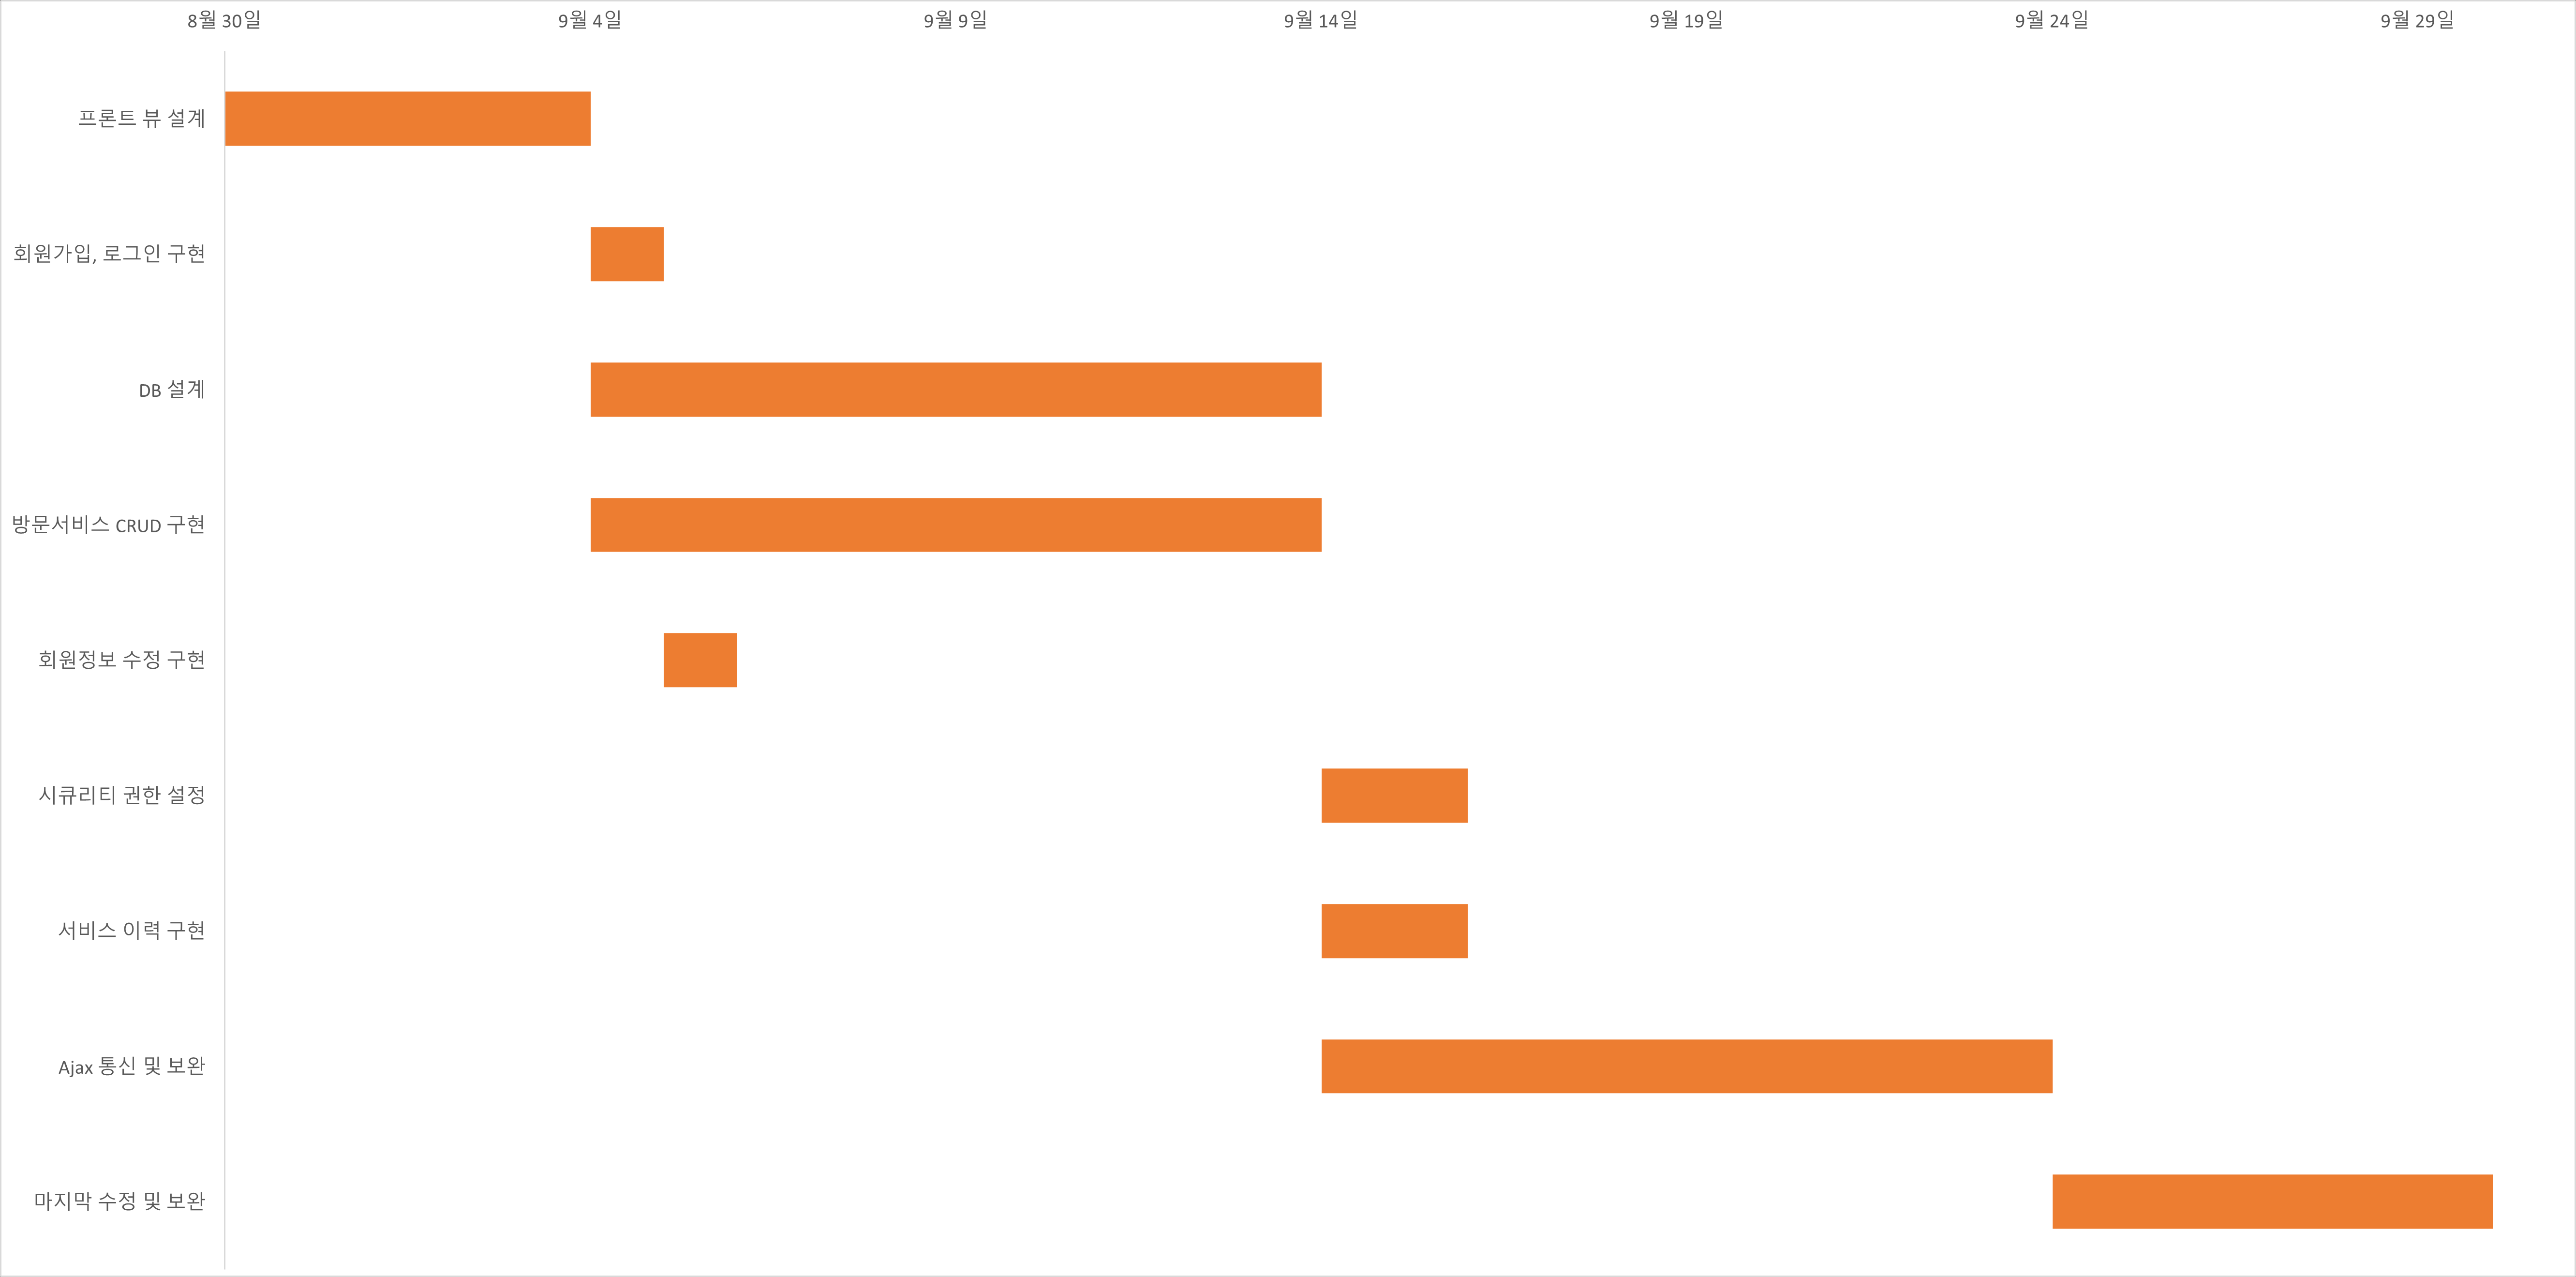 8월 30일 9월 4일 9월 9일 9월 14일 9월 19일 9월 24일 9월 29일
프론트 뷰 설계
회원가입, 로그인 구현
DB 설계
방문서비스 CRUD 구현
회원정보 수정 구현
시큐리티 권한 설정
서비스 이력 구현
Ajax 통신 및 보완
마지막 수정 및 보완